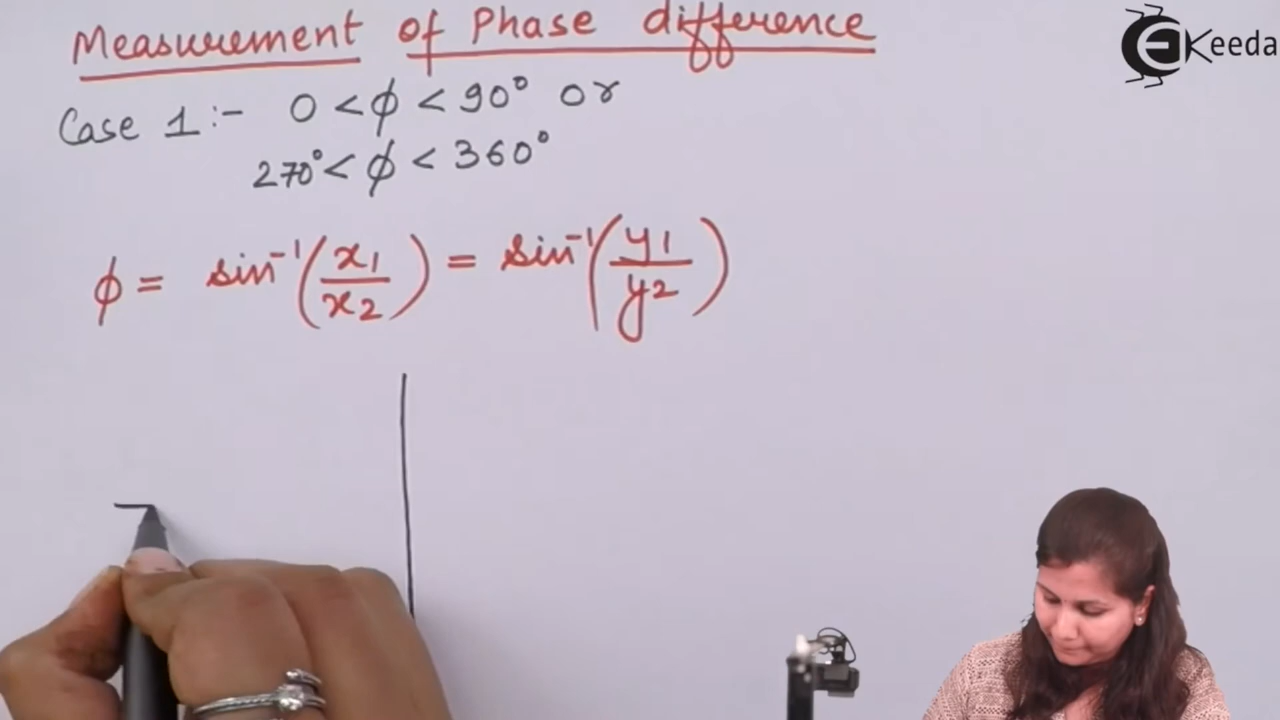 Measurement of Phase difference
Ekeeda
Case 1:- 0 < ϕ < 90° or
270° < ϕ < 360°
ϕ = sin⁻¹(x₁/x₂) = sin⁻¹(y₁/y₂)